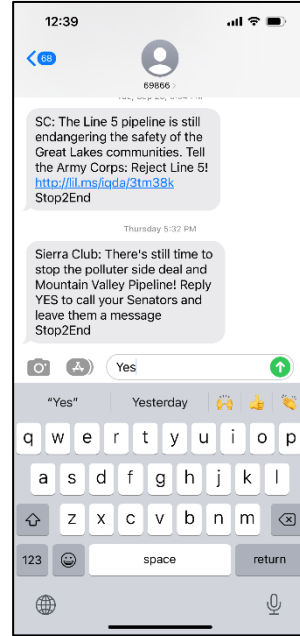 12:39
68
69866
SC: The Line 5 pipeline is still
endangering the safety of the
Great Lakes communities. Tell
the Army Corps: Reject Line 5!
http://lil.ms/iqda/3tm38k
Stop2End
Thursday 5:32 PM
Sierra Club: There's still time to
stop the polluter side deal and
Mountain Valley Pipeline! Reply
YES to call your Senators and
leave them a message
Stop2End
Yes
"Yes" Yesterday
q w e r t y u i o p
a s d f g h j k l
z x c v b n m
123 space return